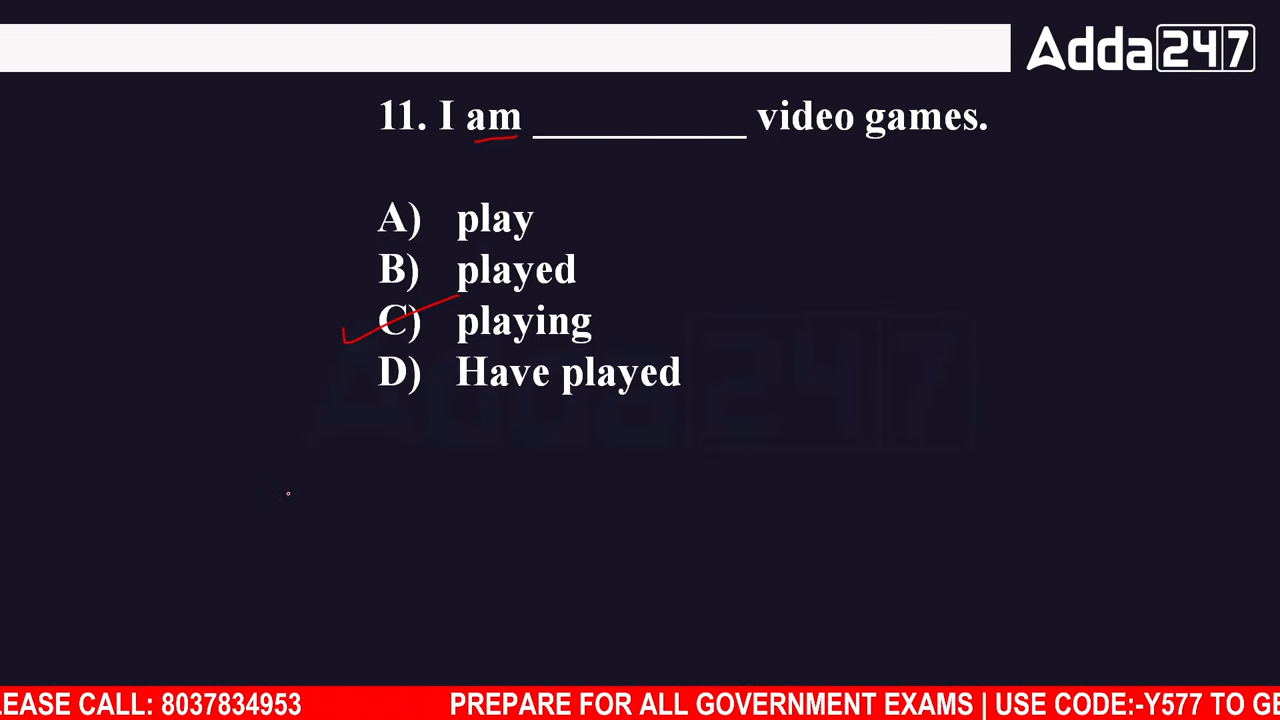 Adda247
11. I am __________ video games.
A) play
B) played
C) playing
D) Have played
Adda247
LEASE CALL: 8037834953 PREPARE FOR ALL GOVERNMENT EXAMS | USE CODE:-Y577 TO GE